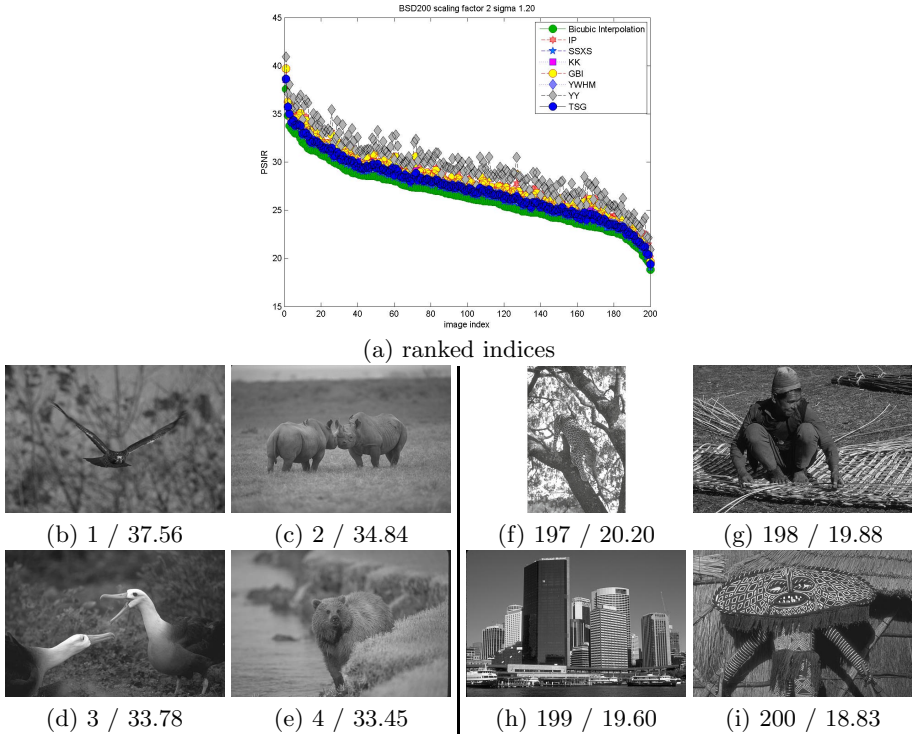 BSD200 scaling factor 2 sigma 1.20
45
40
35
30
25
20
15
PSNR
0 20 40 60 80 100 120 140 160 180 200
image index
Bicubic Interpolation
IP
SSXS
KK
GBI
YWHM
YY
TSG
(a) ranked indices
(b) 1 / 37.56
(c) 2 / 34.84
(f) 197 / 20.20
(g) 198 / 19.88
(d) 3 / 33.78
(e) 4 / 33.45
(h) 199 / 19.60
(i) 200 / 18.83